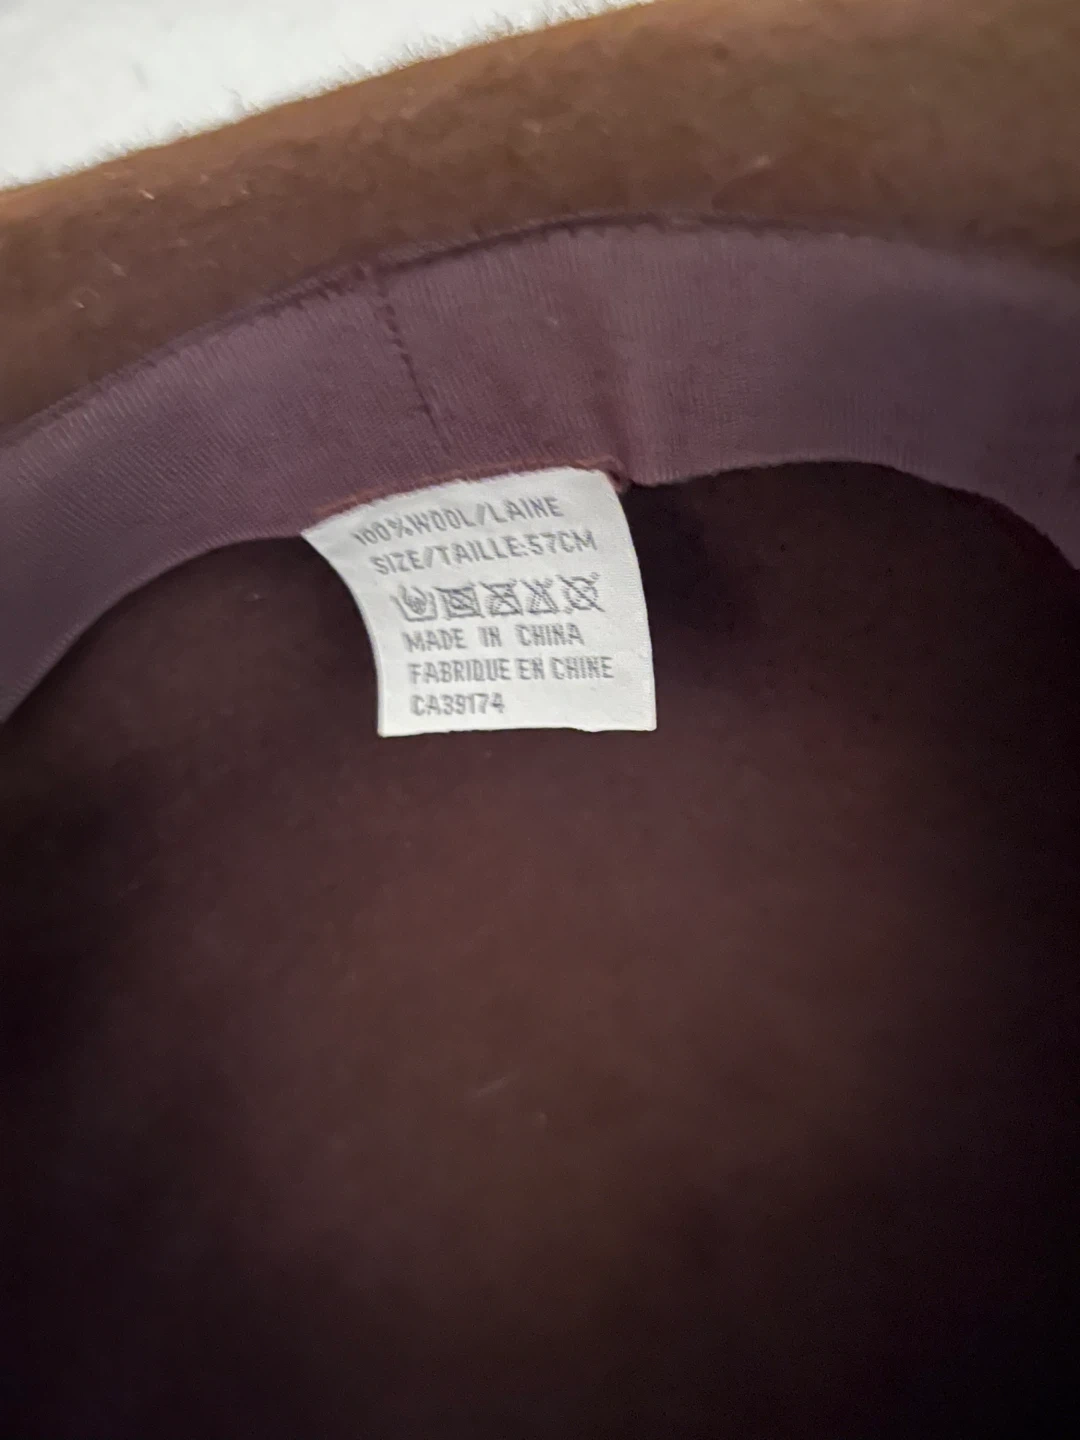 100%WOOL/LAINE
SIZE/TAILLE:57CM
MADE IN CHINA
FABRIQUE EN CHINE
CA39174